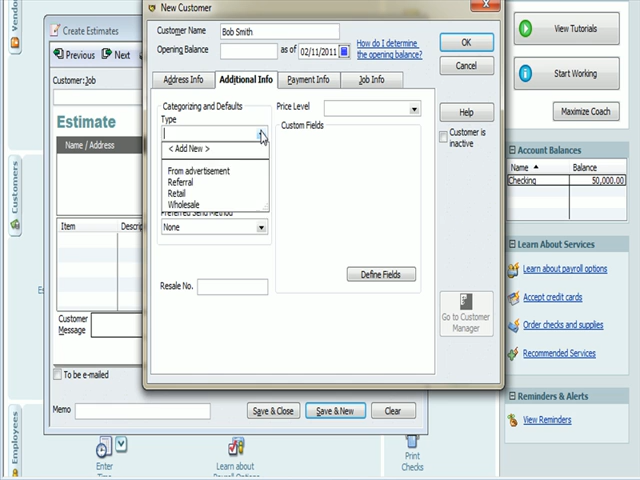 New Customer
Customer Name
Bob Smith
Opening Balance
as of 02/11/2011
How do I determine
the opening balance?
OK
Cancel
Help
Customer is
inactive
Go to Customer
Manager
Address Info
Additional Info
Payment Info
Job Info
Categorizing and Defaults
Type
< Add New >
From advertisement
Referral
Retail
Wholesale
Preferred Send Method
None
Resale No.
Price Level
Custom Fields
Define Fields
Create Estimates
Previous
Next
Customer:Job
Estimate
Name / Address
Item
Descrip
Customer
Message
To be e-mailed
Memo
Save & Close
Save & New
Clear
Vendor
Customers
Employees
Enter
Time
Learn about
Payroll Options
Print
Checks
View Tutorials
Start Working
Maximize Coach
Account Balances
Name
Balance
Checking
50,000.00
Learn About Services
Learn about payroll options
Accept credit cards
Order checks and supplies
Recommended Services
Reminders & Alerts
View Reminders